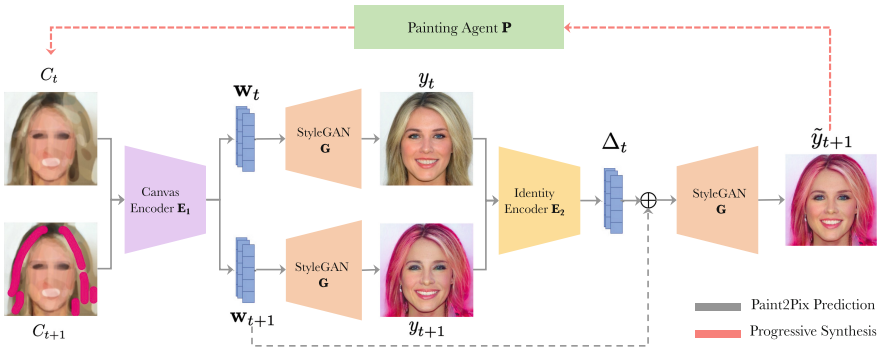 Painting Agent P
C_t
w_t
y_t
StyleGAN
G
Canvas
Encoder E_1
Identity
Encoder E_2
Δ_t
⊕
StyleGAN
G
ỹ_{t+1}
StyleGAN
G
C_{t+1}
w_{t+1}
y_{t+1}
Paint2Pix Prediction
Progressive Synthesis